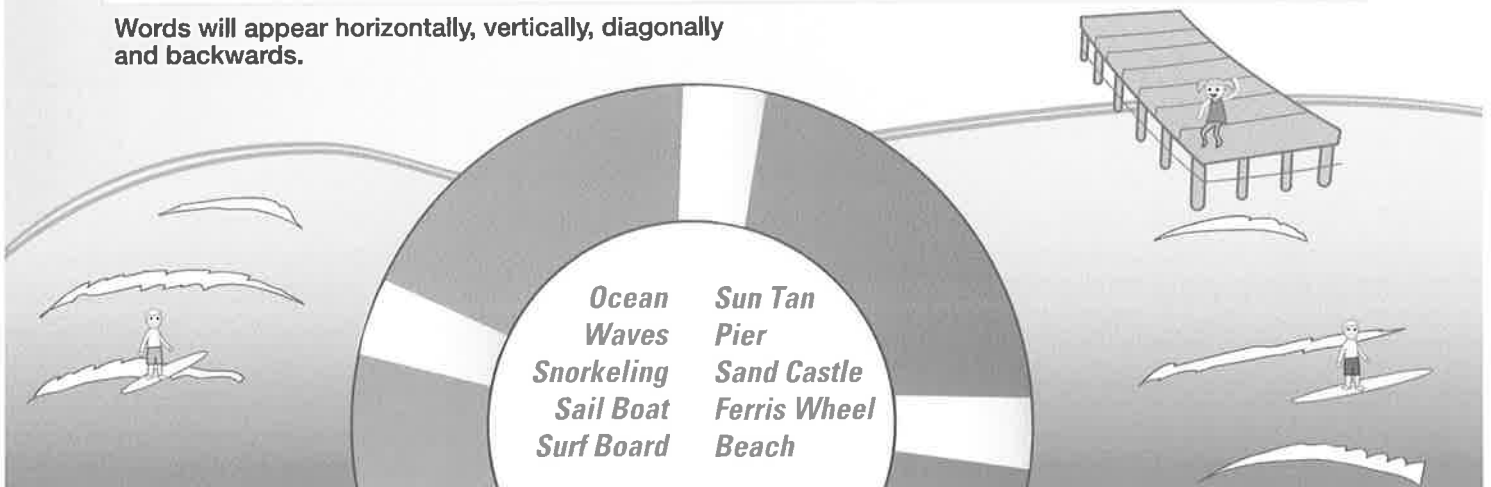 Words will appear horizontally, vertically, diagonally
and backwards.
Ocean
Waves
Snorkeling
Sail Boat
Surf Board
Sun Tan
Pier
Sand Castle
Ferris Wheel
Beach